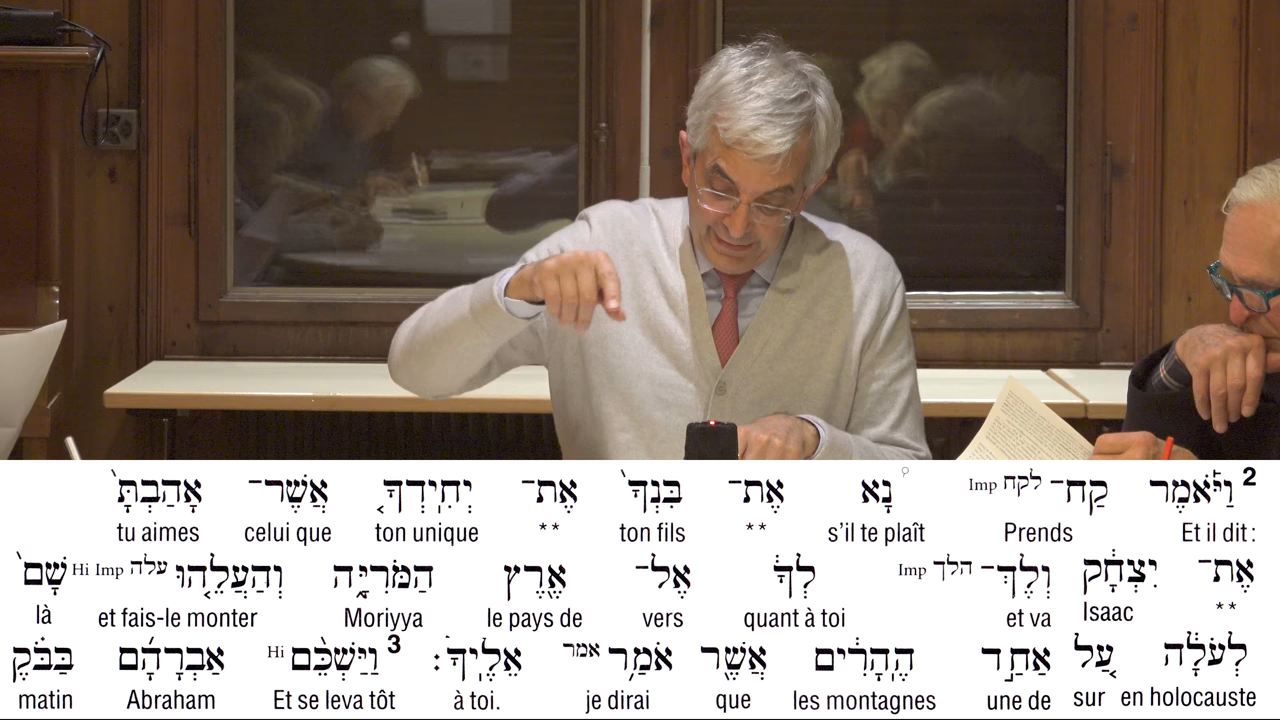 2 וַיֹּ֡אמֶר קַח־ לקח Imp נָ֠א אֶת־ בִּנְךָ֨ אֶת־ יְחִֽידְךָ֤ אֲשֶׁר־ אָהַבְתָּ֙
Et il dit : Prends s'il te plaît ** ton fils ** ton unique celui que tu aimes
אֶת־ יִצְחָ֔ק וְלֶךְ־ הלך Imp לְךָ֔ אֶל־ אֶ֖רֶץ הַמֹּרִיָּ֑ה וְהַעֲלֵ֤הוּ עלה Hi Imp שָׁם֙
** Isaac et va quant à toi vers le pays de Moriyya et fais-le monter là
לְעֹלָ֔ה עַ֚ל אַחַ֣ד הֶֽהָרִ֔ים אֲשֶׁ֖ר אֹמַ֥ר אמר אֵלֶֽיךָ׃ 3 וַיַּשְׁכֵּ֨ם Hi אַבְרָהָ֜ם בַּבֹּ֗קֶ
en holocauste sur une de les montagnes que je dirai à toi. Et se leva tôt Abraham matin